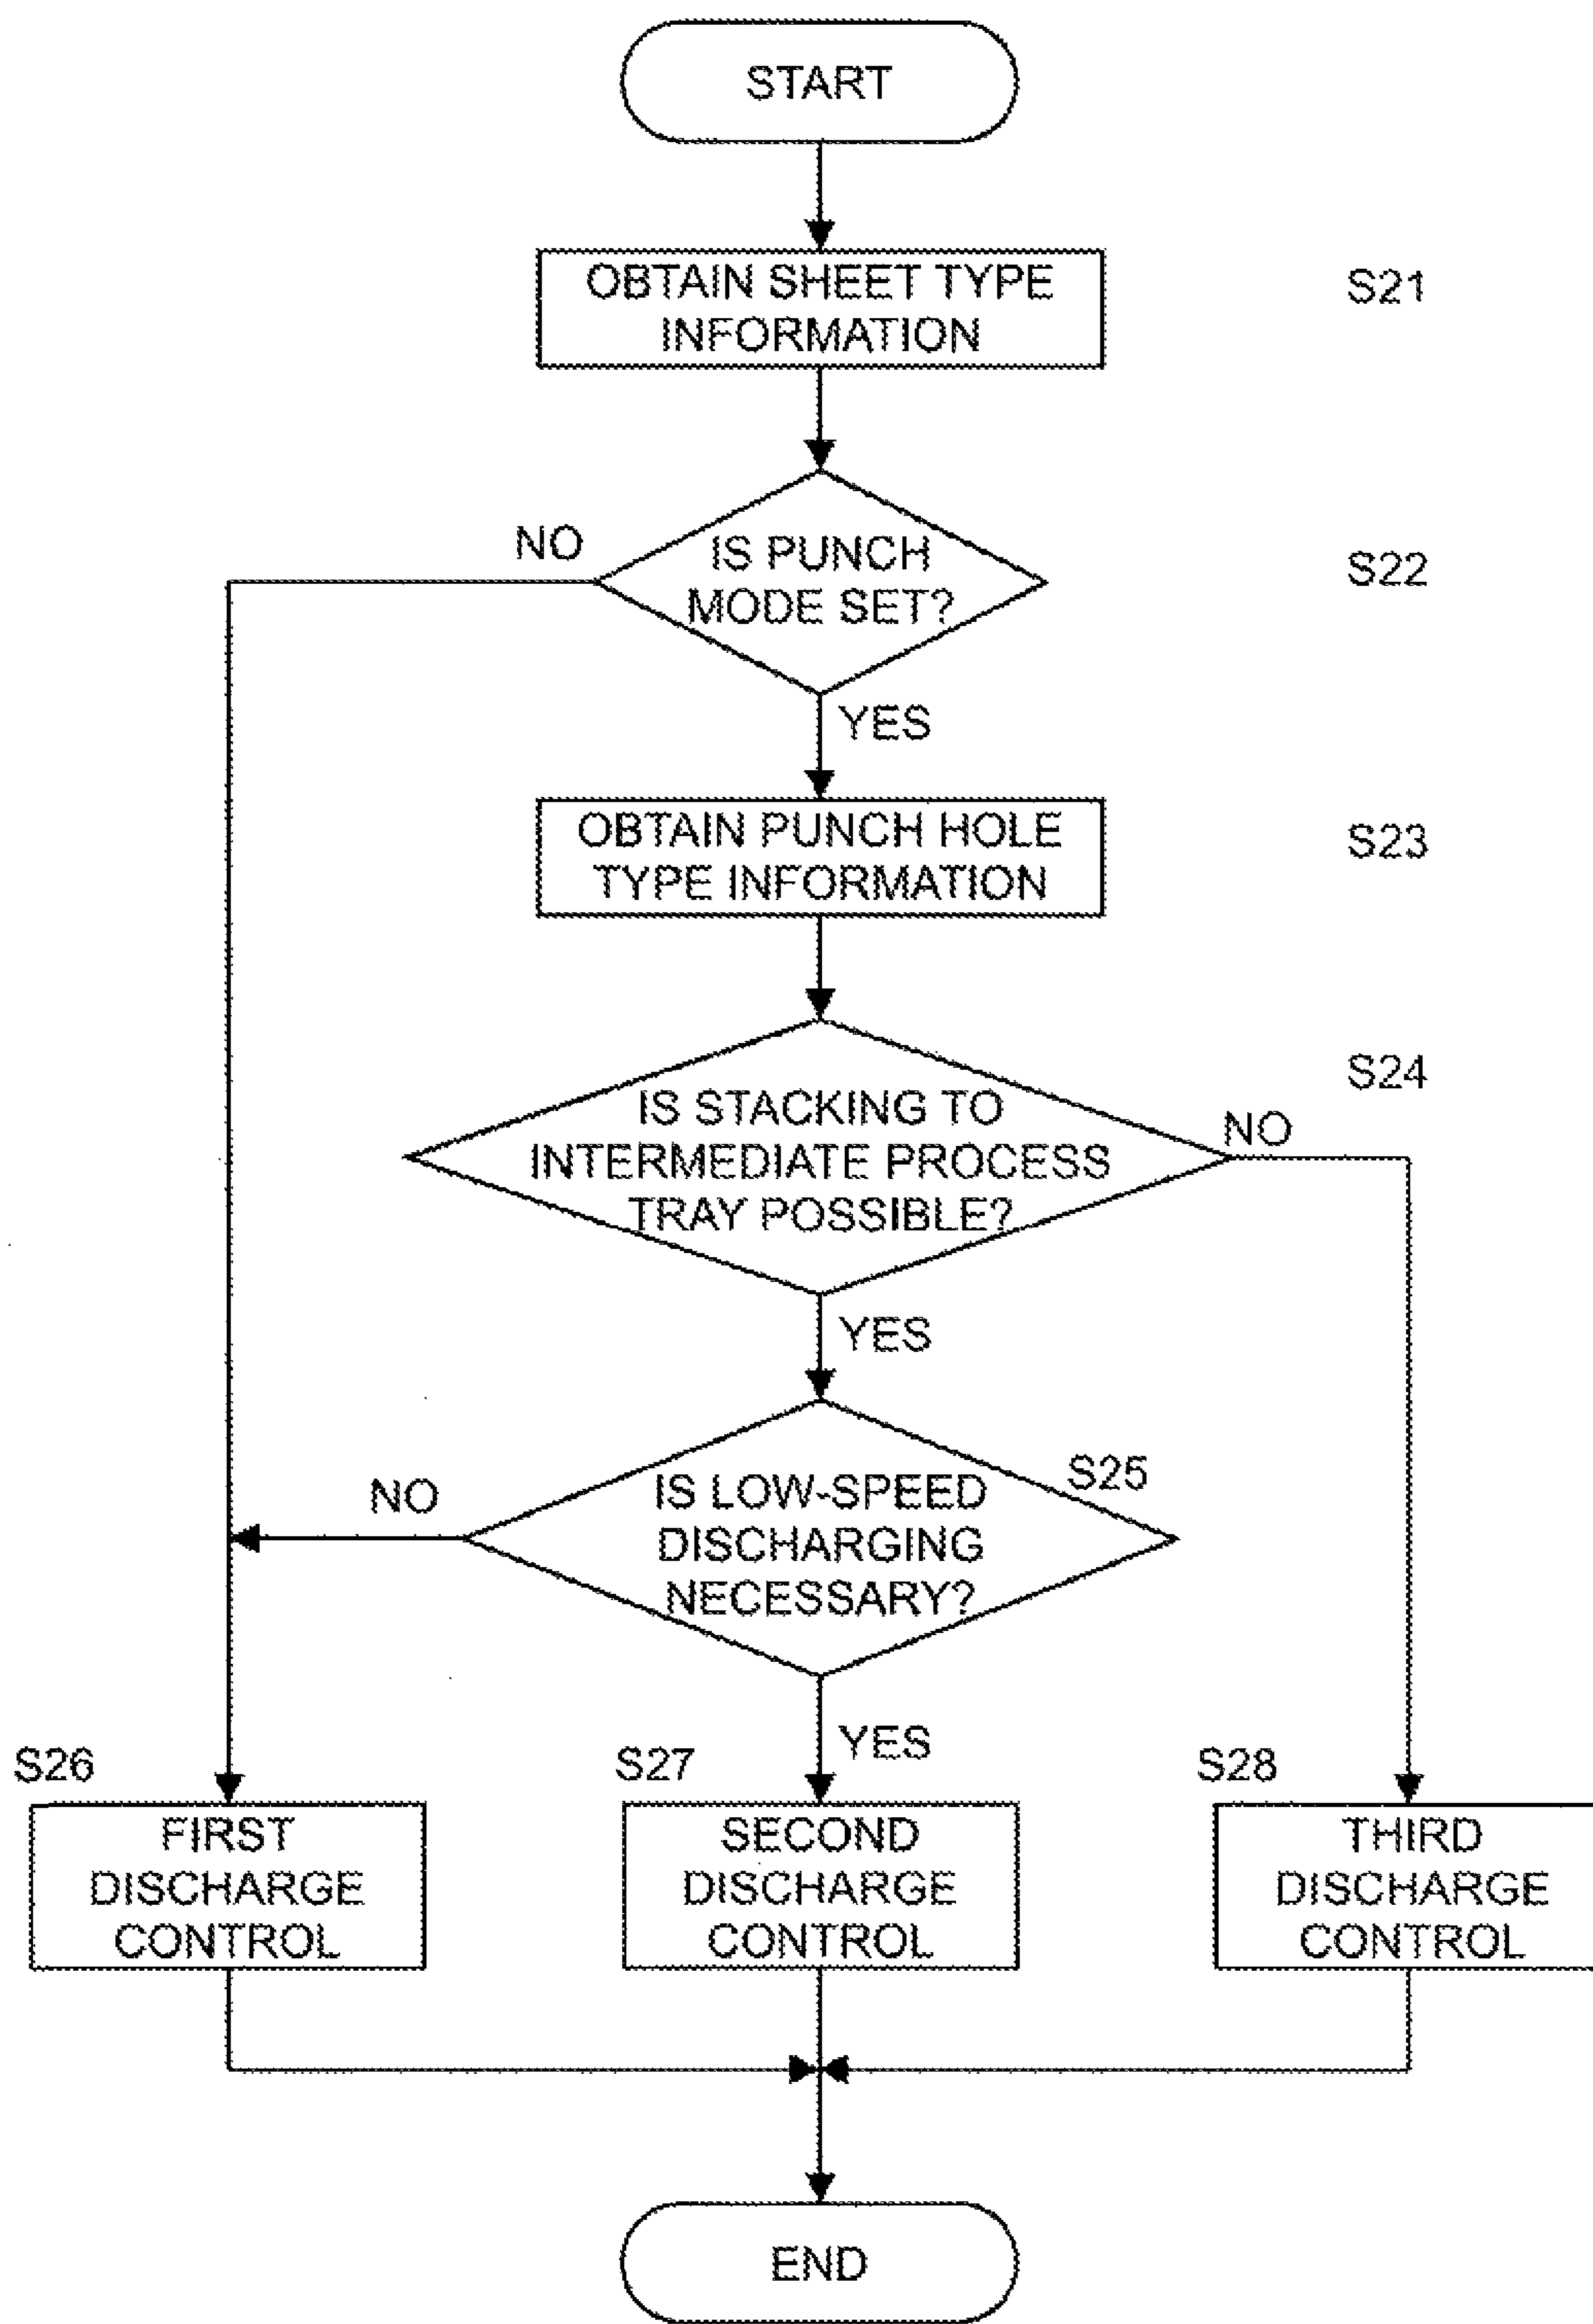 START
OBTAIN SHEET TYPE
INFORMATION
S21
NO
IS PUNCH
MODE SET?
S22
YES
OBTAIN PUNCH HOLE
TYPE INFORMATION
S23
S24
IS STACKING TO
INTERMEDIATE PROCESS
TRAY POSSIBLE?
NO
YES
NO
IS LOW-SPEED
DISCHARGING
NECESSARY?
S25
YES
S26
FIRST
DISCHARGE
CONTROL
S27
SECOND
DISCHARGE
CONTROL
S28
THIRD
DISCHARGE
CONTROL
END